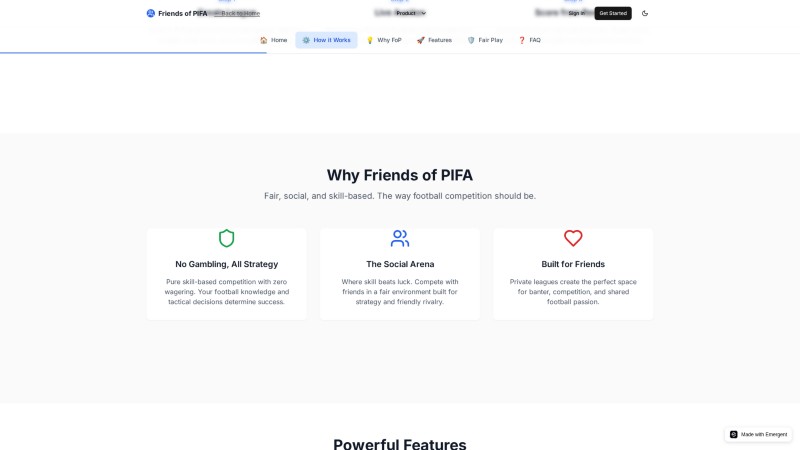 Friends of PIFA
← Back to Home
Product
Sign In
Get Started
🏠 Home
⚙️ How it Works
💡 Why FoP
🚀 Features
🛡️ Fair Play
❓ FAQ
Why Friends of PIFA
Fair, social, and skill-based. The way football competition should be.
No Gambling, All Strategy
Pure skill-based competition with zero
wagering. Your football knowledge and
tactical decisions determine success.
The Social Arena
Where skill beats luck. Compete with
friends in a fair environment built for
strategy and friendly rivalry.
Built for Friends
Private leagues create the perfect space
for banter, competition, and shared
football passion.
Powerful Features
Made with Emergent